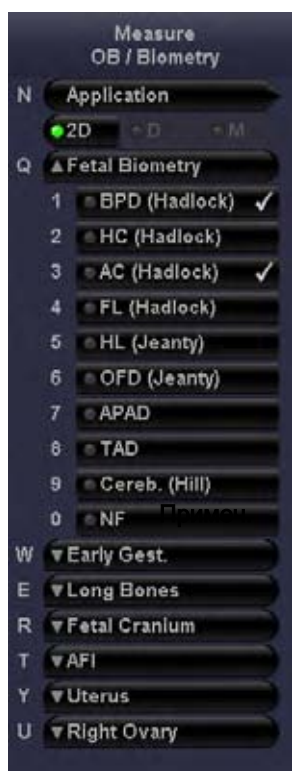 Measure
OB / Biometry
N Application
2D D M
Q Fetal Biometry
1 BPD (Hadlock) ✓
2 HC (Hadlock)
3 AC (Hadlock) ✓
4 FL (Hadlock)
5 HL (Jeanty)
6 OFD (Jeanty)
7 APAD
8 TAD
9 Cereb. (Hill)
0 NF
W Early Gest.
E Long Bones
R Fetal Cranium
T AFI
Y Uterus
U Right Ovary